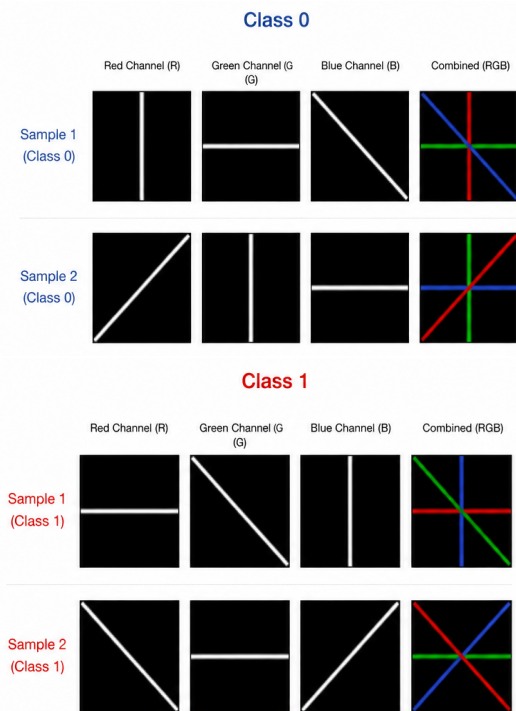 Class 0
Red Channel (R)
Green Channel (G
(G)
Blue Channel (B)
Combined (RGB)
Sample 1
(Class 0)
Sample 2
(Class 0)
Class 1
Red Channel (R)
Green Channel (G
(G)
Blue Channel (B)
Combined (RGB)
Sample 1
(Class 1)
Sample 2
(Class 1)